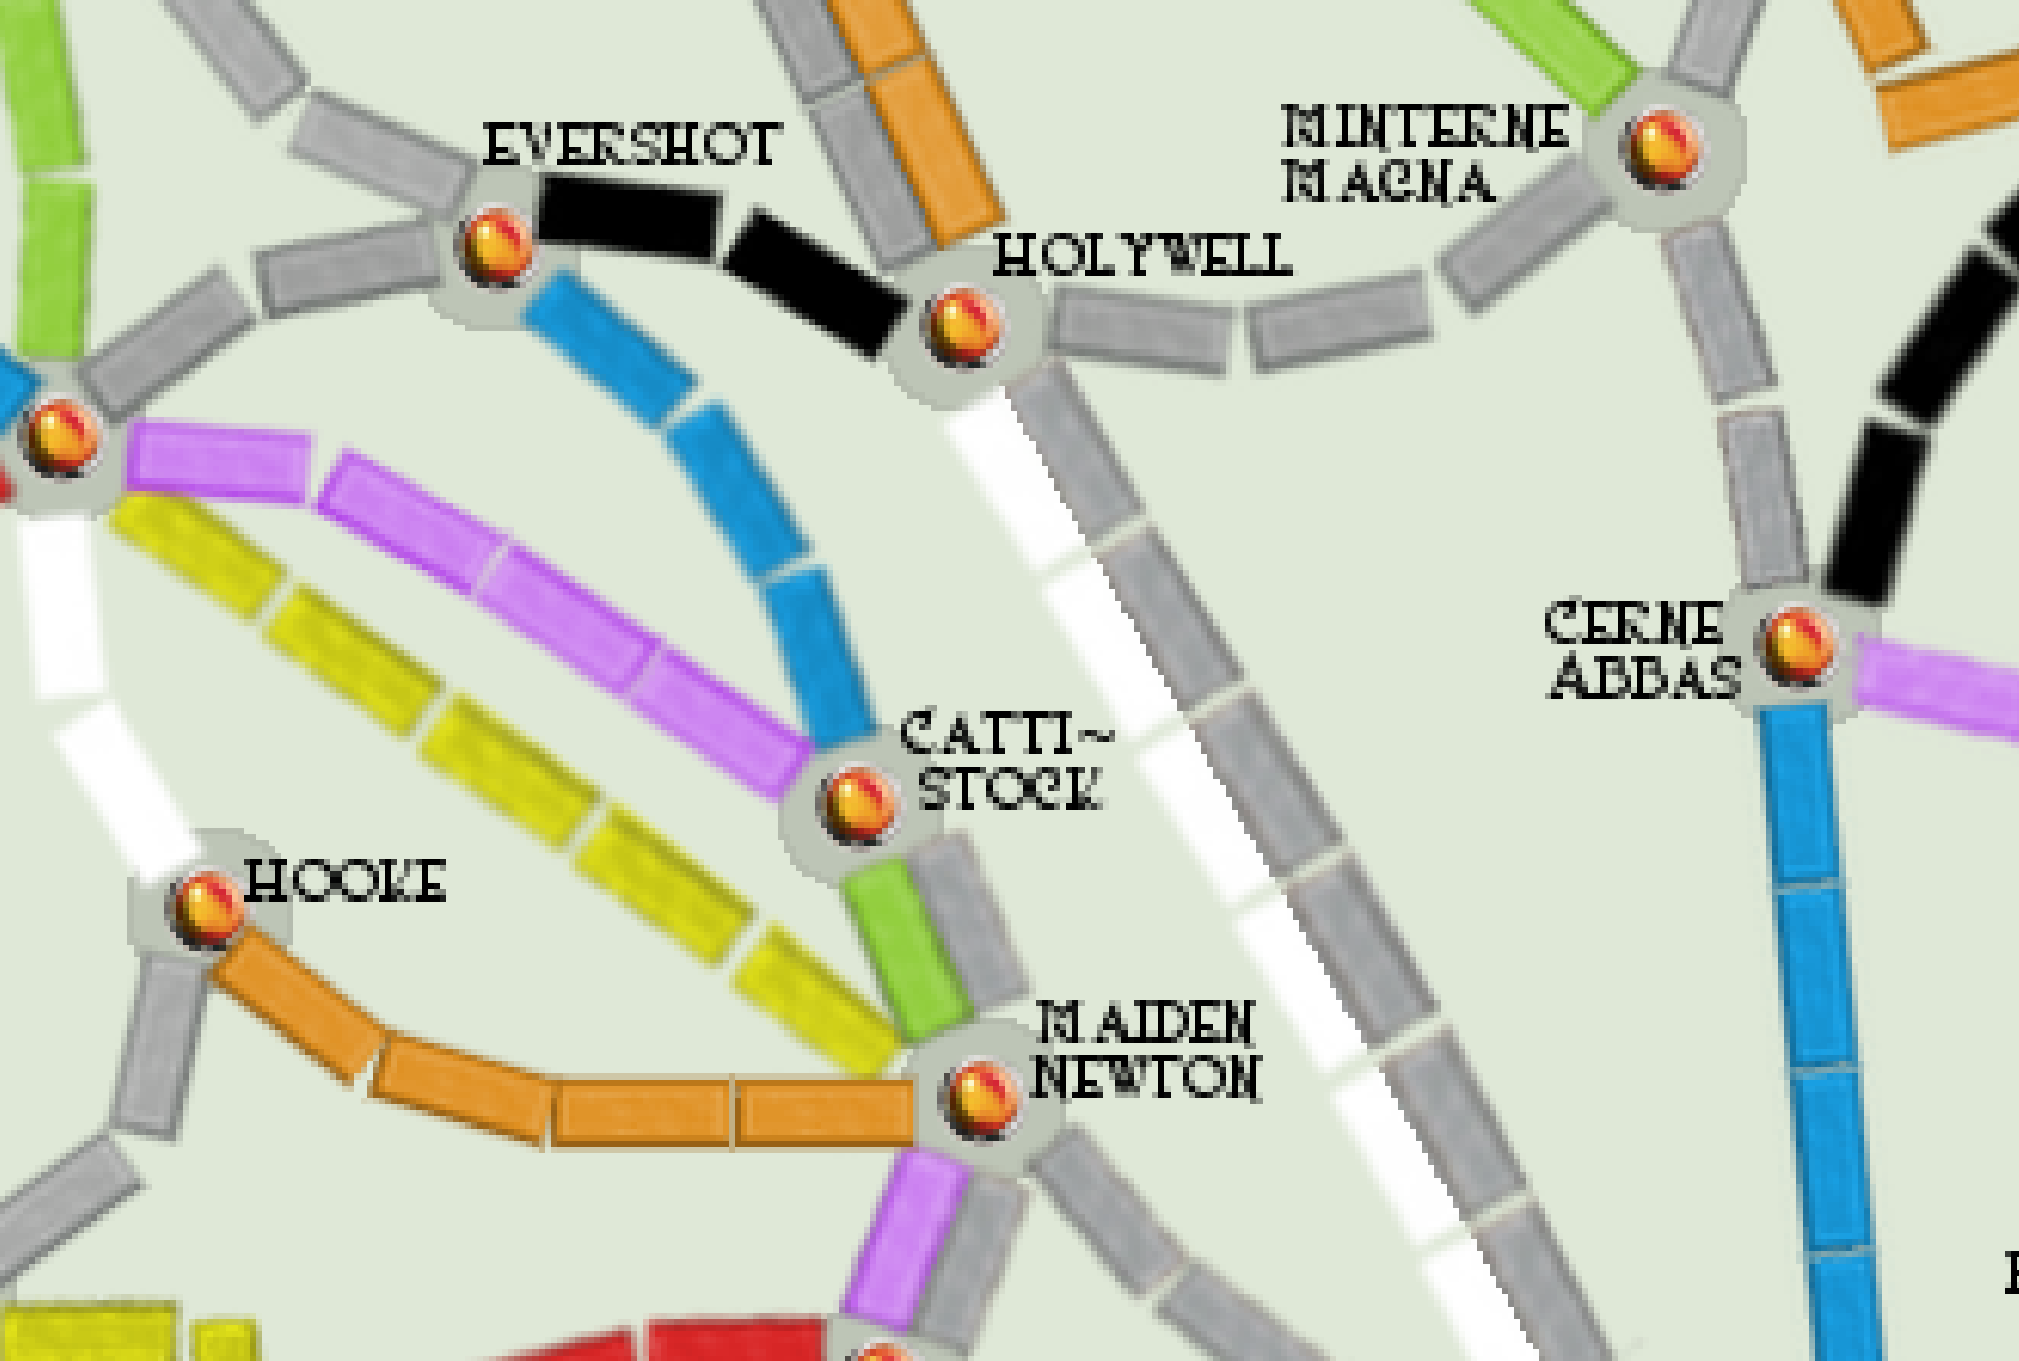 EVERSHOT
MINTERNE
MAGNA
HOLYWELL
CERNE
ABBAS
CATTI~
STOCK
HOOKE
MAIDEN
NEWTON